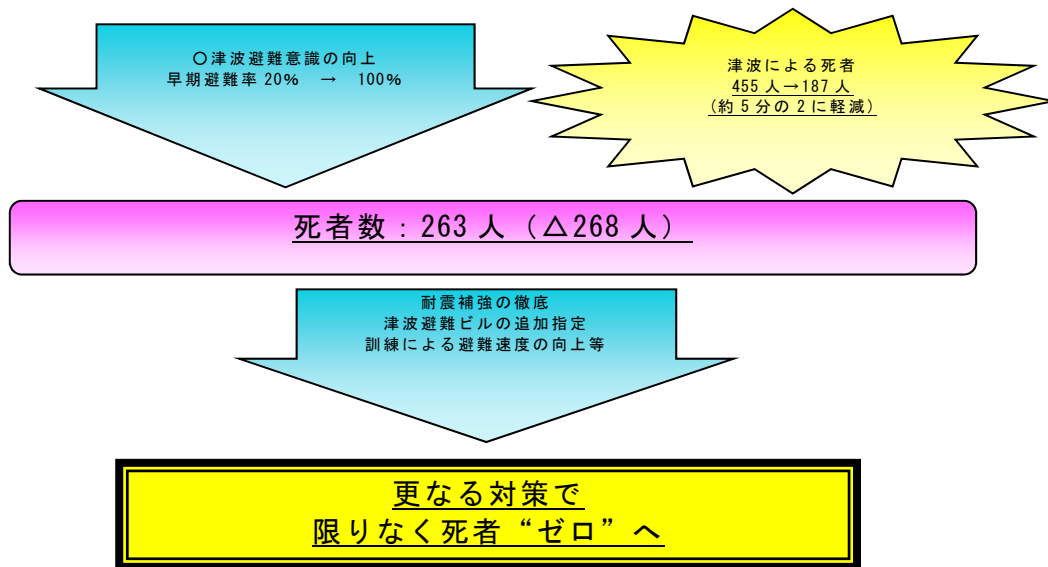 〇津波避難意識の向上
早期避難率 20% → 100%
津波による死者
455 人→187 人
(約 5 分の 2 に軽減)
死者数：263 人（△268 人）
耐震補強の徹底
津波避難ビルの追加指定
訓練による避難速度の向上等
更なる対策で
限りなく死者“ゼロ”へ